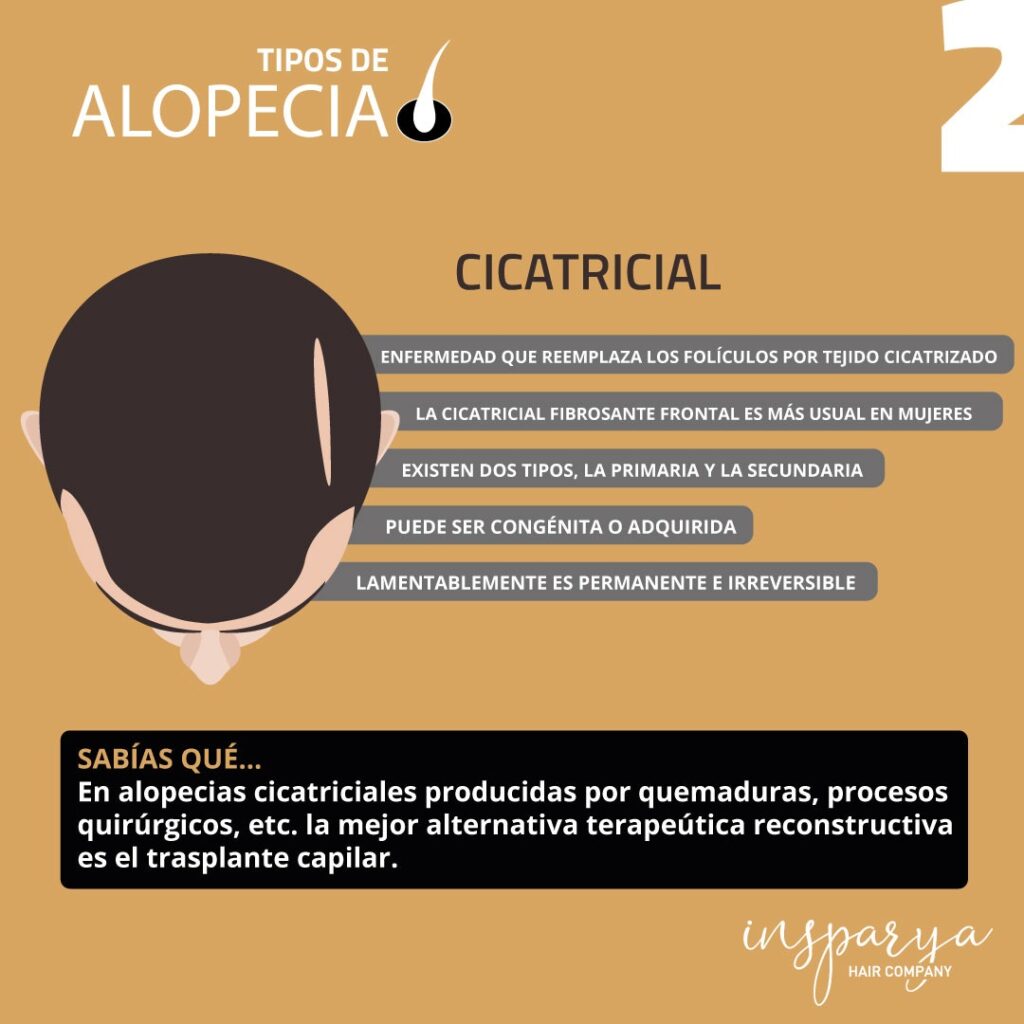 TIPOS DE
ALOPECIA
2
CICATRICIAL
ENFERMEDAD QUE REEMPLAZA LOS FOLÍCULOS POR TEJIDO CICATRIZADO
LA CICATRICIAL FIBROSANTE FRONTAL ES MÁS USUAL EN MUJERES
EXISTEN DOS TIPOS, LA PRIMARIA Y LA SECUNDARIA
PUEDE SER CONGÉNITA O ADQUIRIDA
LAMENTABLEMENTE ES PERMANENTE E IRREVERSIBLE
SABÍAS QUÉ...
En alopecias cicatriciales producidas por quemaduras, procesos
quirúrgicos, etc. la mejor alternativa terapeútica reconstructiva
es el trasplante capilar.
insparya
HAIR COMPANY